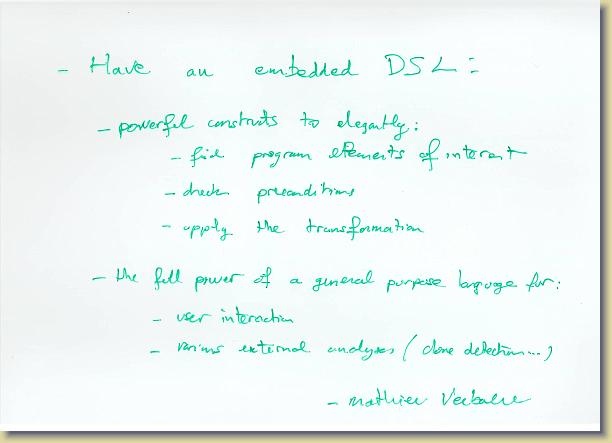 - Have an embedded DSL:
- powerful constructs to elegantly:
- find program elements of interest
- check preconditions
- apply the transformation
- the full power of a general purpose language for:
- user interaction
- external analyses (clone detection...)
- Mathieu Verbaere